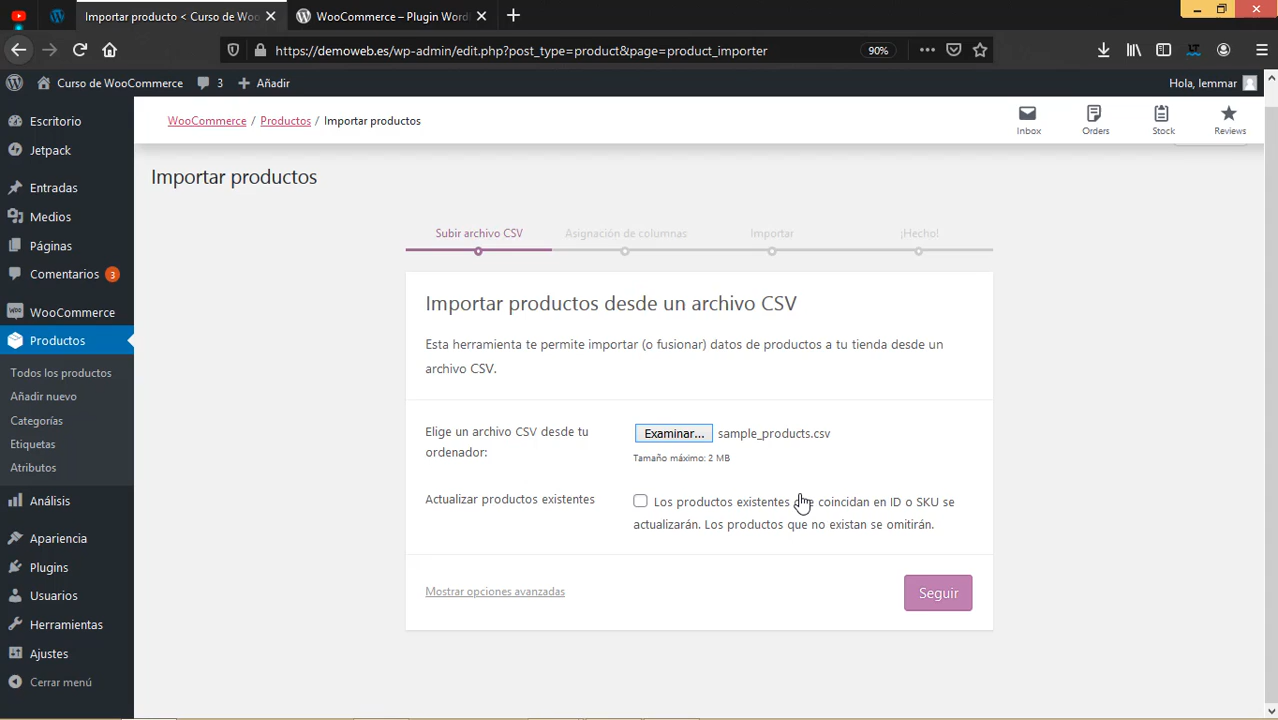 Importar producto < Curso de Woo
WooCommerce – Plugin Word
https://demoweb.es/wp-admin/edit.php?post_type=product&page=product_importer
90%
Curso de WooCommerce
3
Añadir
Hola, lemmar
Escritorio
Jetpack
Entradas
Medios
Páginas
Comentarios 3
WooCommerce
Productos
Todos los productos
Añadir nuevo
Categorías
Etiquetas
Atributos
Análisis
Apariencia
Plugins
Usuarios
Herramientas
Ajustes
Cerrar menú
WooCommerce / Productos / Importar productos
Inbox
Orders
Stock
Reviews
Importar productos
Subir archivo CSV
Asignación de columnas
Importar
¡Hecho!
Importar productos desde un archivo CSV
Esta herramienta te permite importar (o fusionar) datos de productos a tu tienda desde un
archivo CSV.
Elige un archivo CSV desde tu
ordenador:
Examinar... sample_products.csv
Tamaño máximo: 2 MB
Actualizar productos existentes
Los productos existentes que coincidan en ID o SKU se
actualizarán. Los productos que no existan se omitirán.
Mostrar opciones avanzadas
Seguir